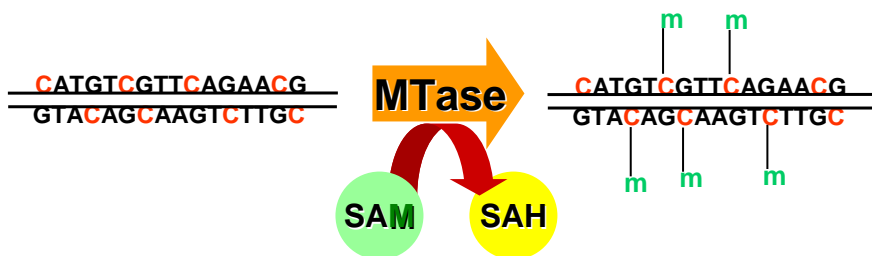 m m
CATGTCGTTCAGAACG
GTACAGCAAGTCTTGC
MTase
CATGTCGTTCAGAACG
GTACAGCAAGTCTTGC
m m m
SAM
SAH